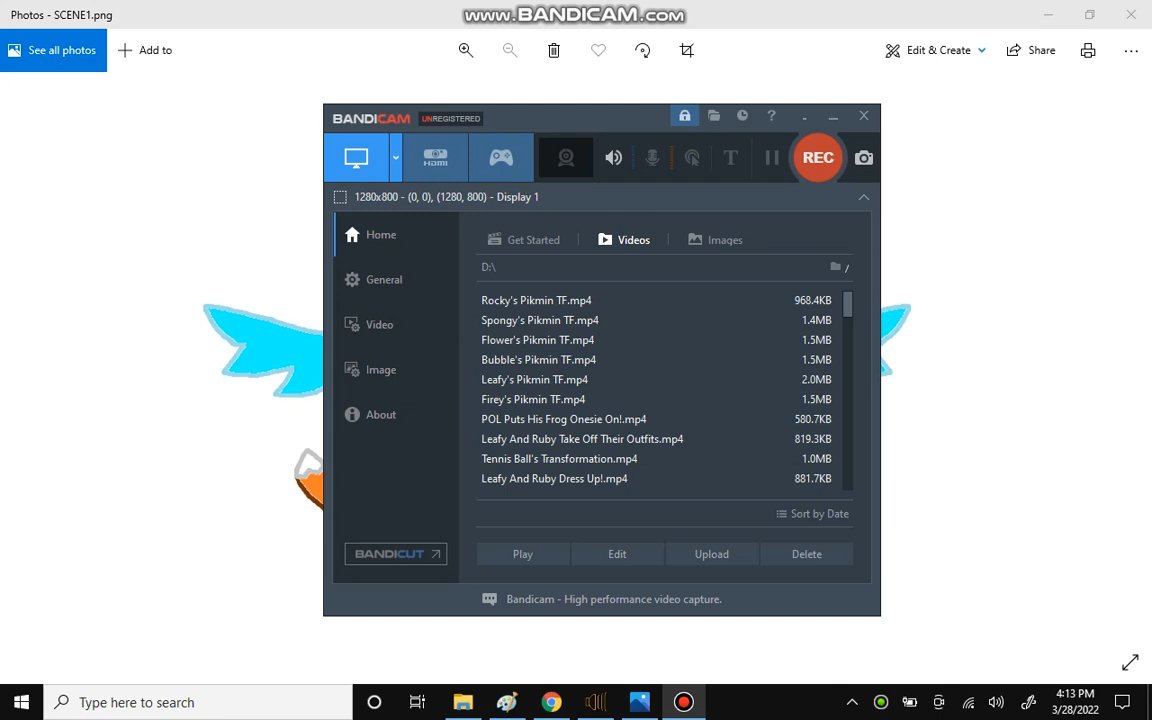 Photos - SCENE1.png
www.BANDICAM.com
See all photos
Add to
Edit & Create
Share
BANDICAM UNREGISTERED
HDMI
T
REC
1280x800 - (0, 0), (1280, 800) - Display 1
Home
General
Video
Image
About
Get Started
Videos
Images
D:\
/
Rocky's Pikmin TF.mp4 968.4KB
Spongy's Pikmin TF.mp4 1.4MB
Flower's Pikmin TF.mp4 1.5MB
Bubble's Pikmin TF.mp4 1.5MB
Leafy's Pikmin TF.mp4 2.0MB
Firey's Pikmin TF.mp4 1.5MB
POL Puts His Frog Onesie On!.mp4 580.7KB
Leafy And Ruby Take Off Their Outfits.mp4 819.3KB
Tennis Ball's Transformation.mp4 1.0MB
Leafy And Ruby Dress Up!.mp4 881.7KB
Sort by Date
BANDICUT
Play
Edit
Upload
Delete
Bandicam - High performance video capture.
Type here to search
4:13 PM
3/28/2022